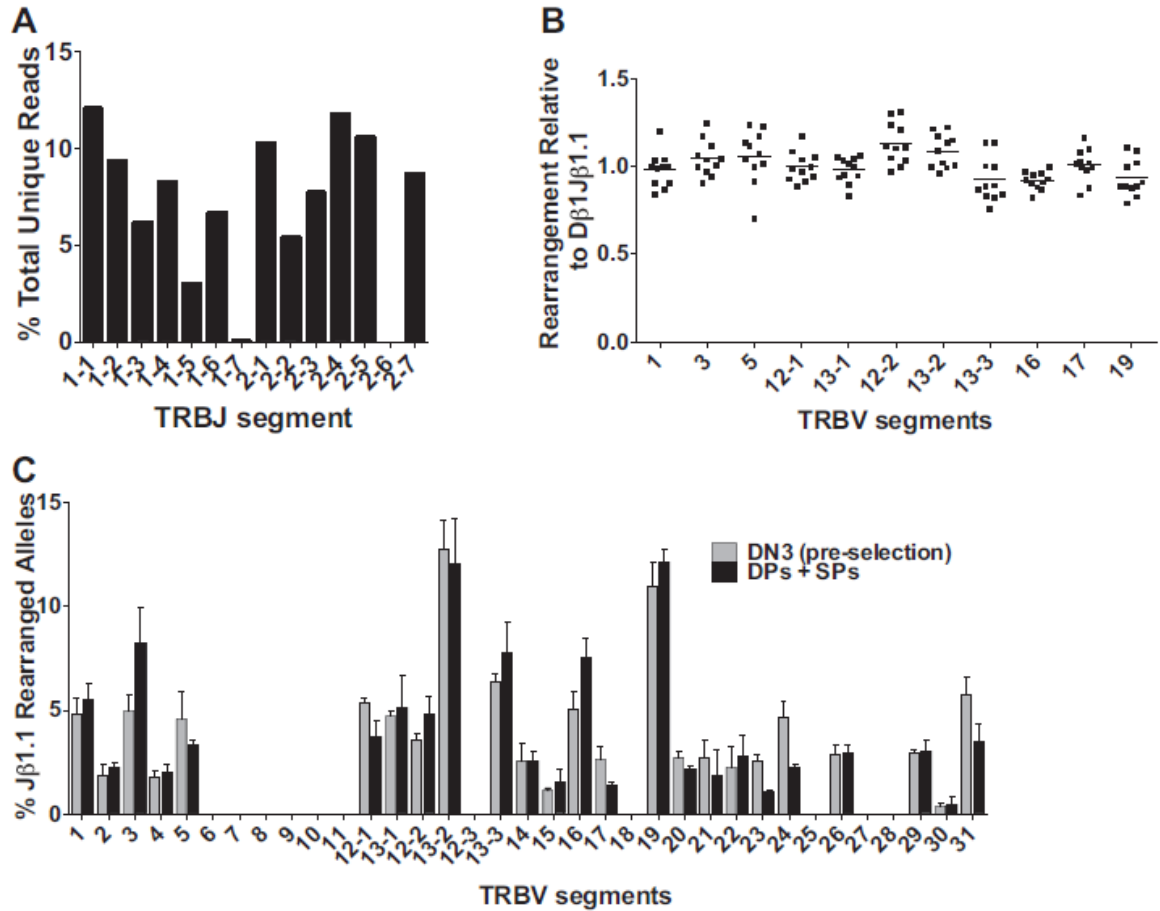 A
% Total Unique Reads
15
10
5
0
1-1 1-2 1-3 1-4 1-5 1-6 1-7 2-1 2-2 2-3 2-4 2-5 2-6 2-7
TRBJ segment
B
Rearrangement Relative
to Dβ1Jβ1.1
1.5
1.0
0.5
0.0
1 3 5 12-1 13-1 12-2 13-2 13-3 16 17 19
TRBV segments
C
% Jβ1.1 Rearranged Alleles
15
10
5
0
DN3 (pre-selection)
DPs + SPs
1 2 3 4 5 6 7 8 9 10 11 12-1 13-1 12-2 13-2 12-3 13-3 14 15 16 17 18 19 20 21 22 23 24 25 26 27 28 29 30 31
TRBV segments